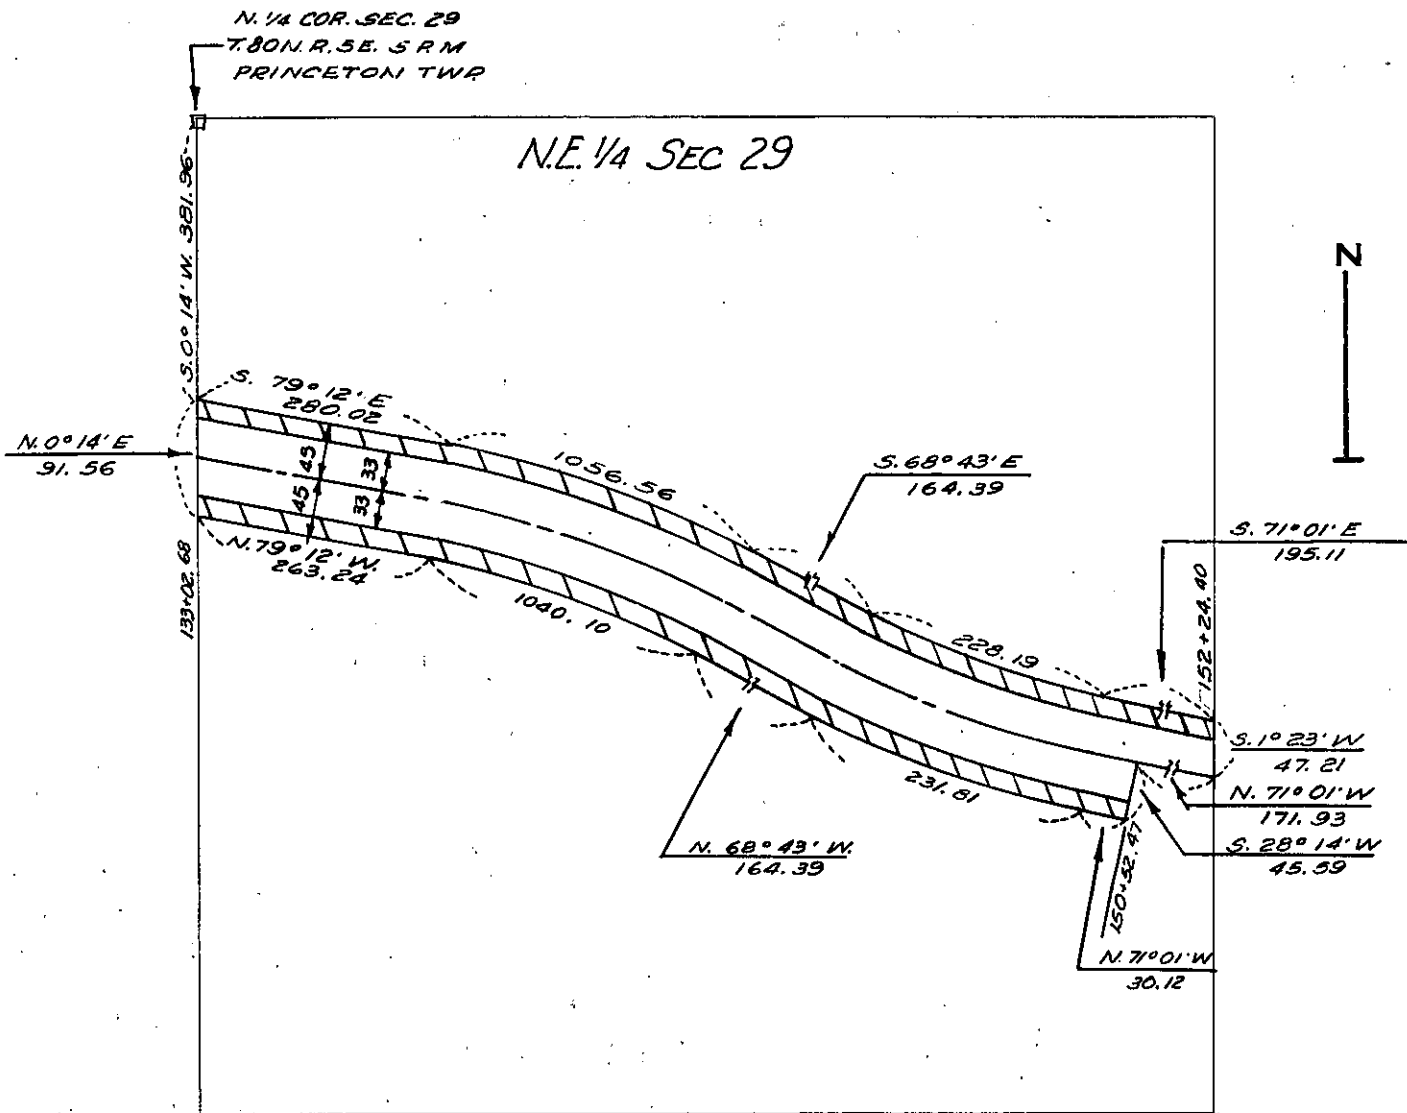 N. 1/4 COR. SEC. 29
T. 80 N. R. 5 E. 5 P M
PRINCETON TWP.
N.E. 1/4 SEC 29
S. 0° 14' W. 381.96
N
S. 79° 12' E
280.02
N. 0° 14' E
91.56
45
33
45
33
1056.56
S. 68° 43' E
164.39
S. 71° 01' E
195.11
N. 79° 12' W.
263.24
133+02.68
1040.10
228.19
152+24.40
S. 1° 23' W
47.21
N. 71° 01' W
171.93
S. 28° 14' W
45.59
231.81
N. 68° 43' W.
164.39
150+52.47
N. 71° 01' W
30.12